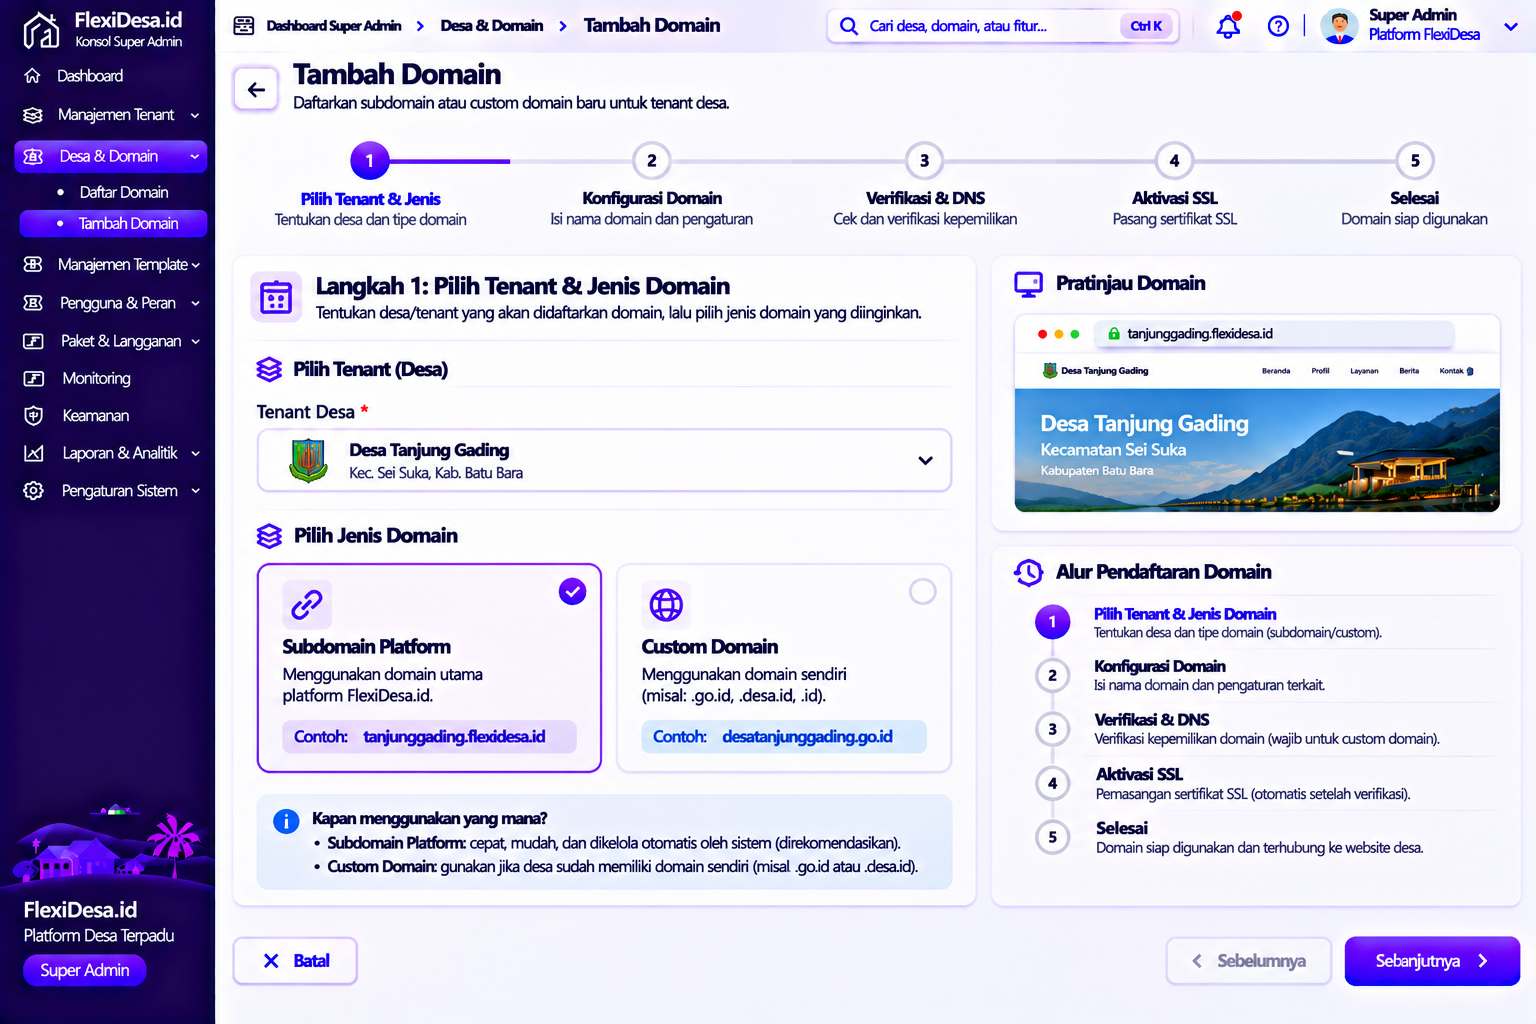 FlexiDesa.id
Konsol Super Admin
Dashboard
Manajemen Tenant
Desa & Domain
Daftar Domain
Tambah Domain
Manajemen Template
Pengguna & Peran
Paket & Langganan
Monitoring
Keamanan
Laporan & Analitik
Pengaturan Sistem
FlexiDesa.id
Platform Desa Terpadu
Super Admin
Dashboard Super Admin > Desa & Domain > Tambah Domain
Cari desa, domain, atau fitur...
Ctrl K
Super Admin
Platform FlexiDesa
Tambah Domain
Daftarkan subdomain atau custom domain baru untuk tenant desa.
1
Pilih Tenant & Jenis
Tentukan desa dan tipe domain
2
Konfigurasi Domain
Isi nama domain dan pengaturan
3
Verifikasi & DNS
Cek dan verifikasi kepemilikan
4
Aktivasi SSL
Pasang sertifikat SSL
5
Selesai
Domain siap digunakan
Langkah 1: Pilih Tenant & Jenis Domain
Tentukan desa/tenant yang akan didaftarkan domain, lalu pilih jenis domain yang diinginkan.
Pilih Tenant (Desa)
Tenant Desa *
Desa Tanjung Gading
Kec. Sei Suka, Kab. Batu Bara
Pilih Jenis Domain
Subdomain Platform
Menggunakan domain utama
platform FlexiDesa.id.
Contoh: tanjunggading.flexidesa.id
Custom Domain
Menggunakan domain sendiri
(misal: .go.id, .desa.id, .id).
Contoh: desatanjunggading.go.id
Kapan menggunakan yang mana?
• Subdomain Platform: cepat, mudah, dan dikelola otomatis oleh sistem (direkomendasikan).
• Custom Domain: gunakan jika desa sudah memiliki domain sendiri (misal .go.id atau .desa.id).
Pratinjau Domain
tanjunggading.flexidesa.id
Desa Tanjung Gading
Beranda
Profil
Layanan
Berita
Kontak
Desa Tanjung Gading
Kecamatan Sei Suka
Kabupaten Batu Bara
Alur Pendaftaran Domain
1
Pilih Tenant & Jenis Domain
Tentukan desa dan tipe domain (subdomain/custom).
2
Konfigurasi Domain
Isi nama domain dan pengaturan terkait.
3
Verifikasi & DNS
Verifikasi kepemilikan domain (wajib untuk custom domain).
4
Aktivasi SSL
Pemasangan sertifikat SSL (otomatis setelah verifikasi).
5
Selesai
Domain siap digunakan dan terhubung ke website desa.
Batal
Sebelumnya
Sebanjutnya